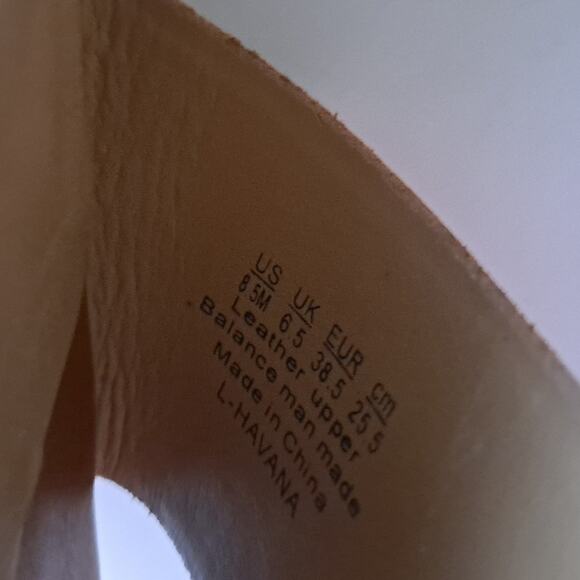 US UK EUR cm
8.5M 6.5 38.5 25.5
Leather upper
Balance man made
Made in China
L-HAVANA